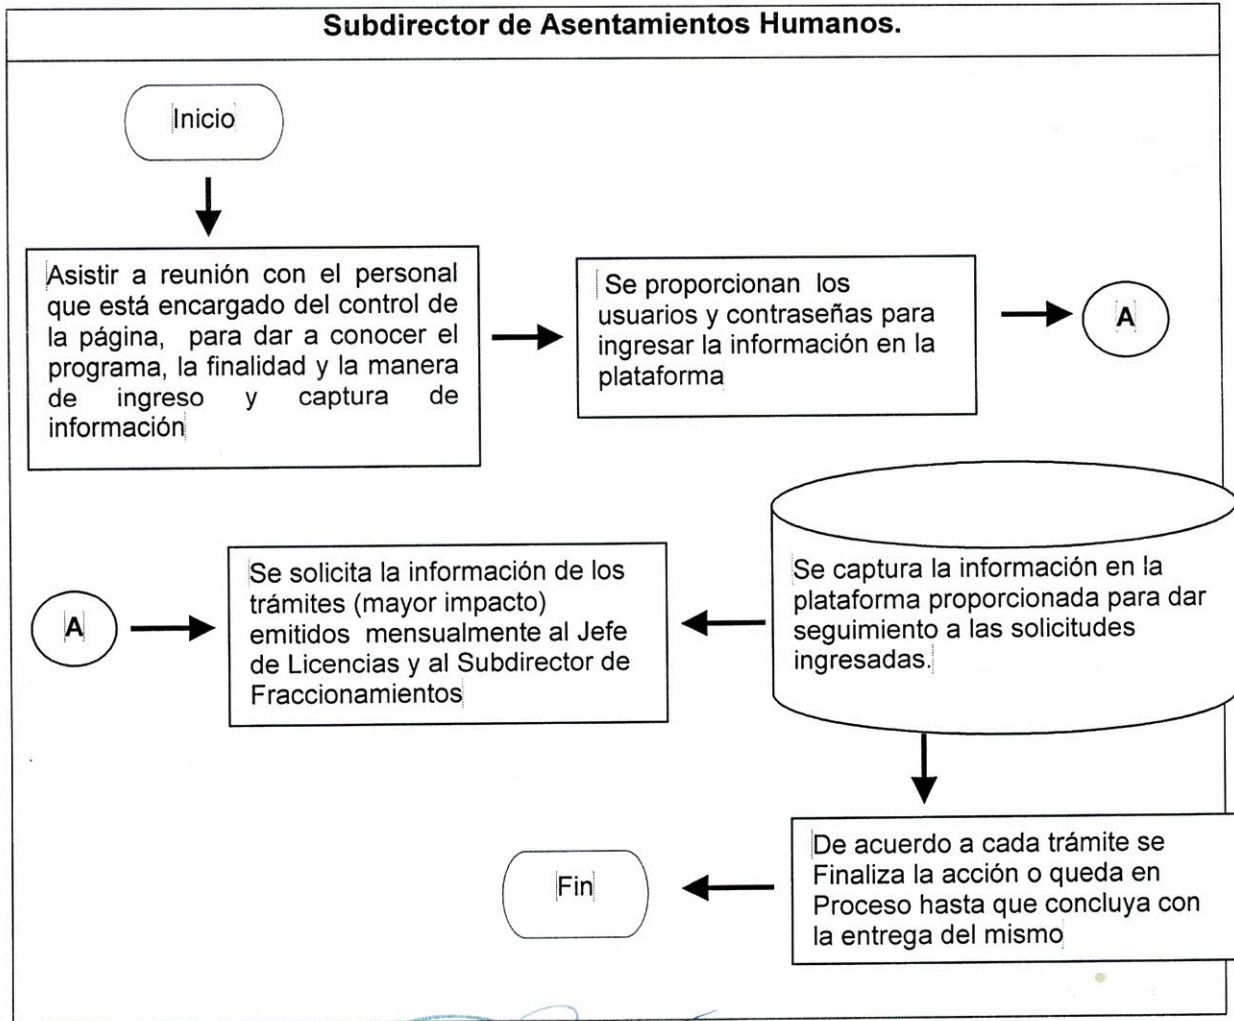 Subdirector de Asentamientos Humanos.
Inicio
Asistir a reunión con el personal
que está encargado del control de
la página, para dar a conocer el
programa, la finalidad y la manera
de ingreso y captura de
información
Se proporcionan los
usuarios y contraseñas para
ingresar la información en la
plataforma
A
A
Se solicita la información de los
trámites (mayor impacto)
emitidos mensualmente al Jefe
de Licencias y al Subdirector de
Fraccionamientos
Se captura la información en la
plataforma proporcionada para dar
seguimiento a las solicitudes
ingresadas.
De acuerdo a cada trámite se
Finaliza la acción o queda en
Proceso hasta que concluya con
la entrega del mismo
Fin